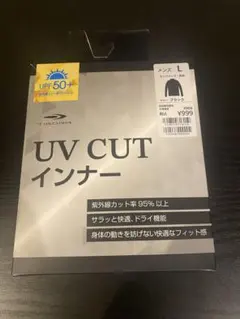 UPF50+
メンズ L
ブラック
¥999
UV CUT
インナー
紫外線カット率95%以上
サラッと快適、ドライ機能
身体の動きを妨げない快適なフィット感